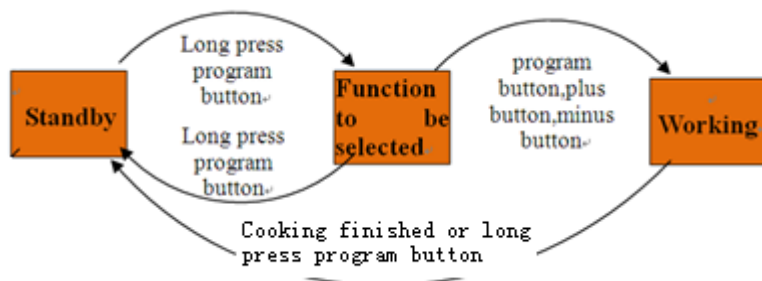 Long press
program
button
Standby
Long press
program
button
Function
to be
selected
program
button,plus
button,minus
button
Working
Cooking finished or long
press program button